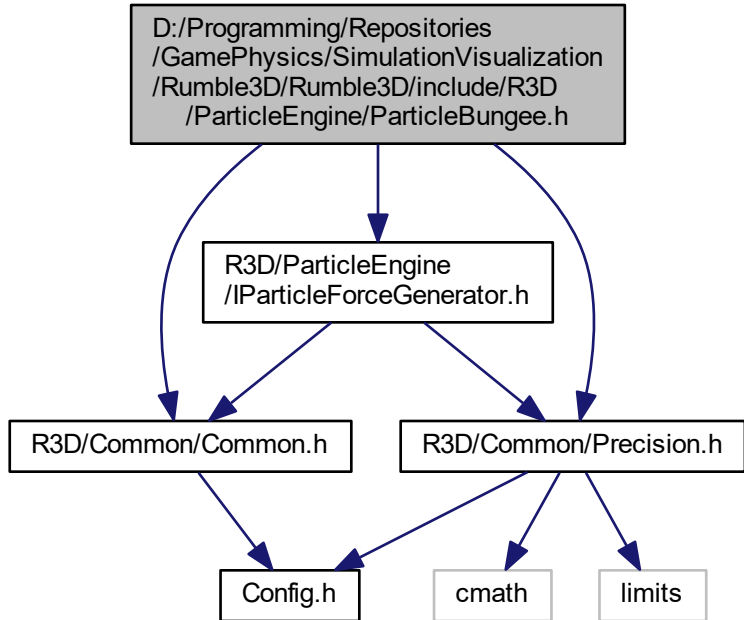 D:/Programming/Repositories
/GamePhysics/SimulationVisualization
/Rumble3D/Rumble3D/include/R3D
/ParticleEngine/ParticleBungee.h
R3D/ParticleEngine
/IParticleForceGenerator.h
R3D/Common/Common.h
R3D/Common/Precision.h
Config.h
cmath
limits